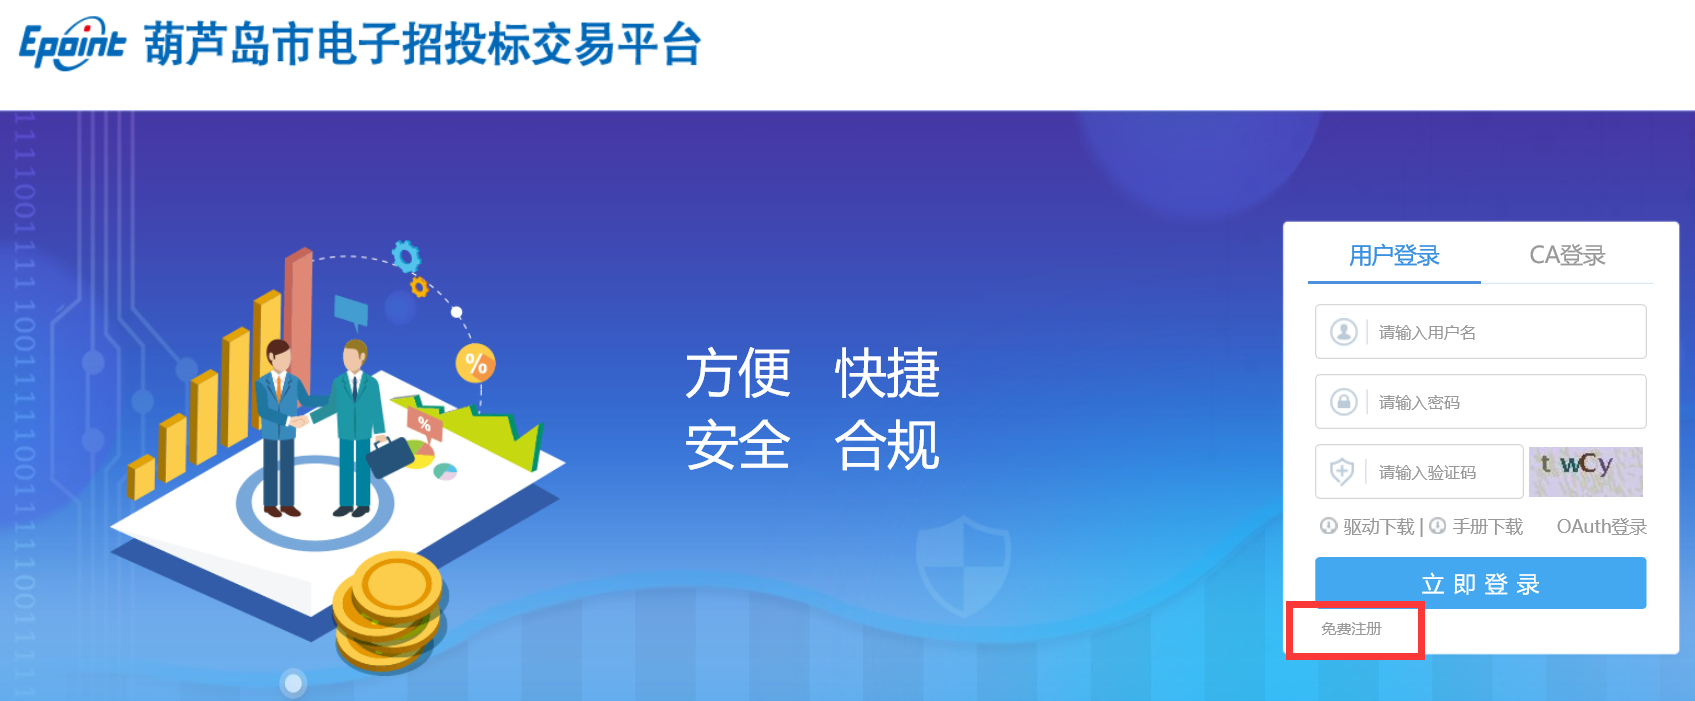 Epoint 葫芦岛市电子招投标交易平台
用户登录 CA登录
请输入用户名
方便 快捷
请输入密码
安全 合规
请输入验证码 twCy
驱动下载 | 手册下载 OAuth登录
立即登录
免费注册
%
%